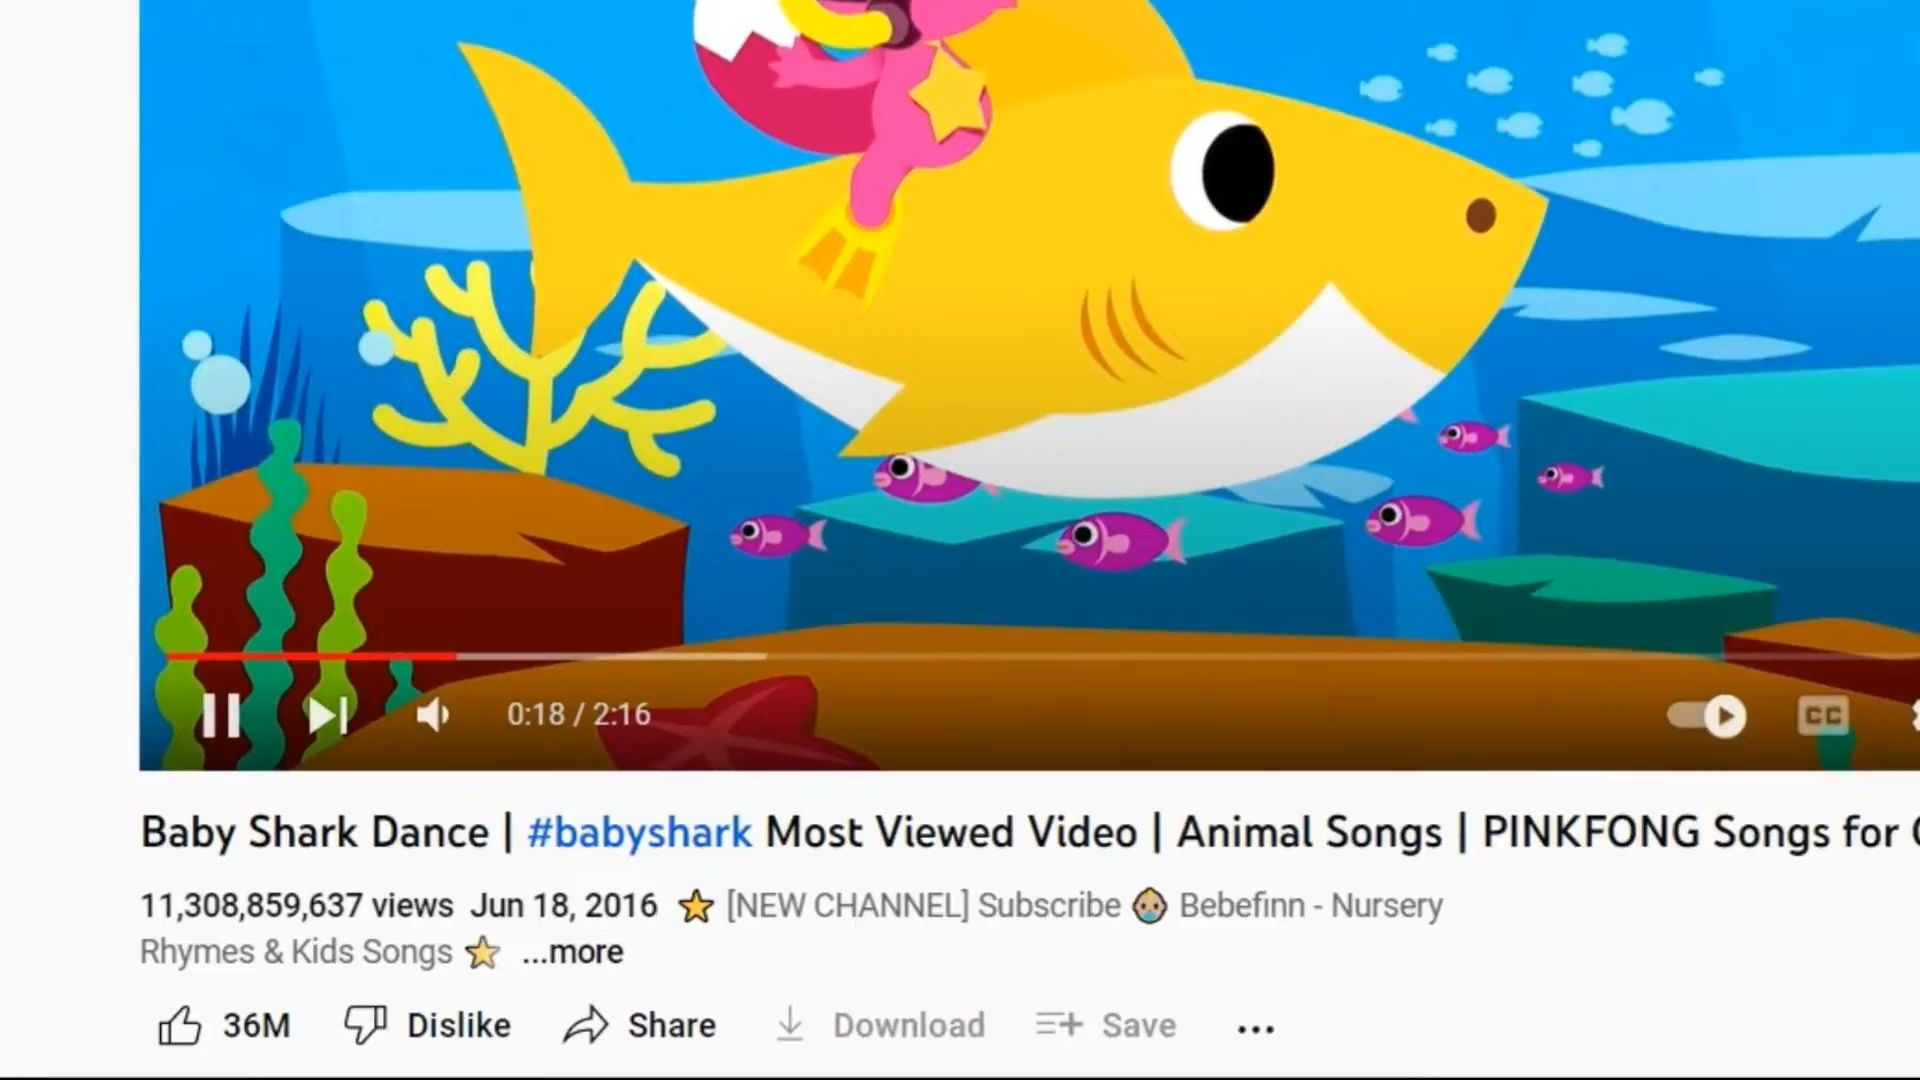 0:18 / 2:16
CC
Baby Shark Dance | #babyshark Most Viewed Video | Animal Songs | PINKFONG Songs for
11,308,859,637 views Jun 18, 2016 ⭐ [NEW CHANNEL] Subscribe 👶 Bebefinn - Nursery
Rhymes & Kids Songs ⭐ ...more
36M Dislike Share Download Save ...